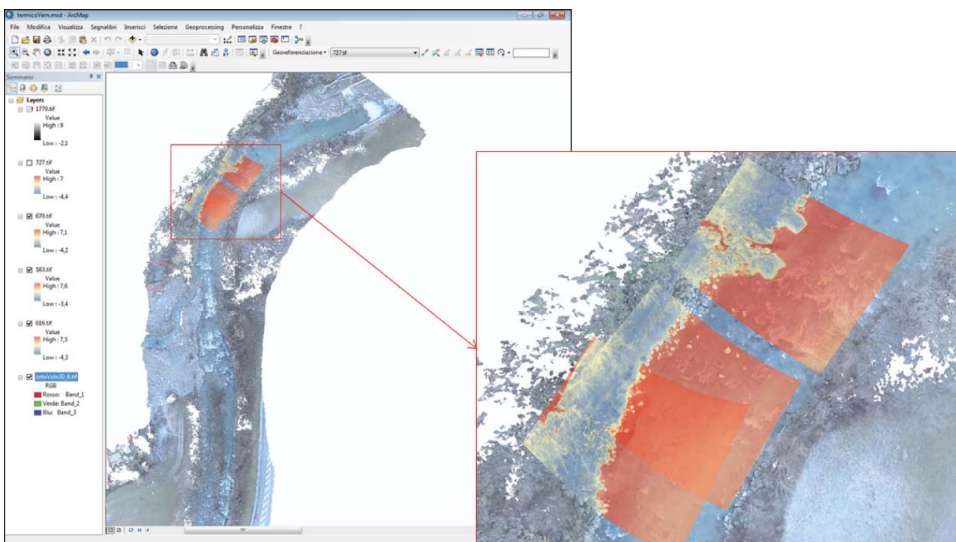 termicoVern.mxd - ArcMap
File Modifica Visualizza Segnalibri Inserisci Selezione Geoprocessing Personalizza Finestre ?
Georeferenziazione 727.tif
Sommario
Layers
1779.tif
Value
High : 9
Low : -2,1
727.tif
Value
High : 7
Low : -4,4
670.tif
Value
High : 7,1
Low : -4,2
583.tif
Value
High : 7,6
Low : -3,4
616.tif
Value
High : 7,5
Low : -4,3
RGB
Rosso: Band_1
Verde: Band_2
Blu: Band_3